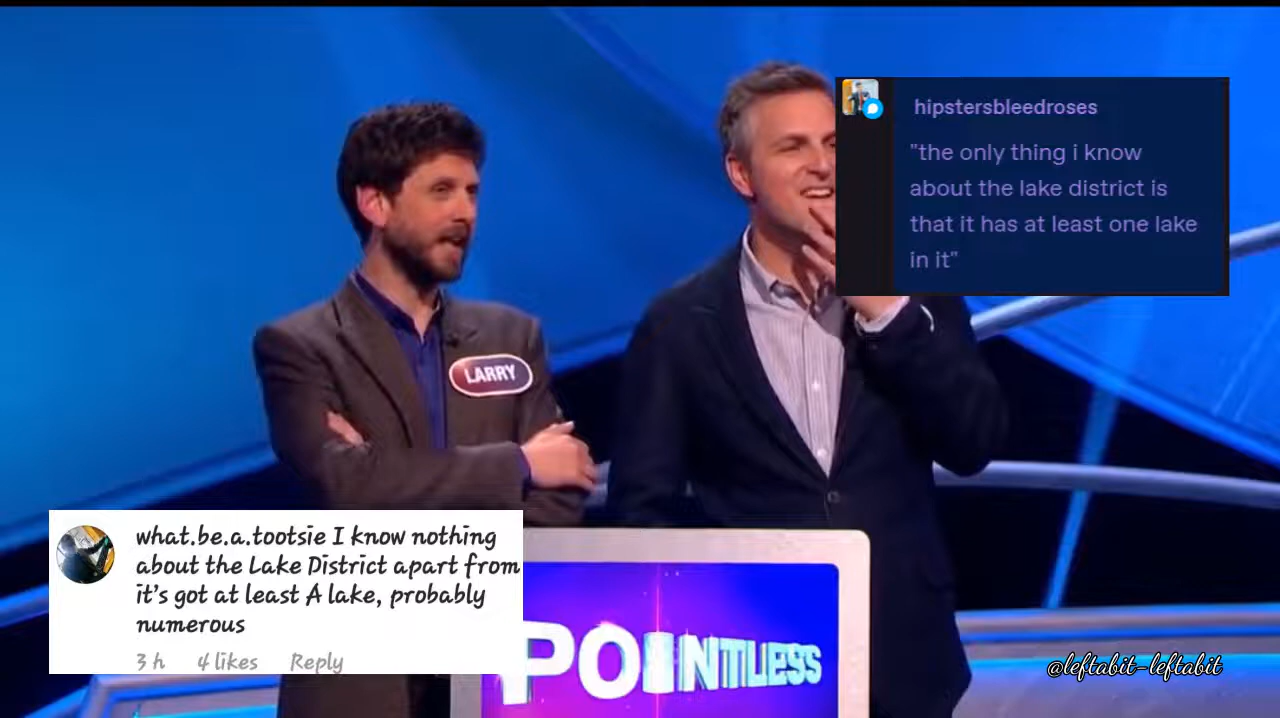 hipstersbleedroses
"the only thing i know
about the lake district is
that it has at least one lake
in it"
LARRY
what.be.a.tootsie I know nothing
about the Lake District apart from
it's got at least A lake, probably
numerous
3 h 4 likes Reply
POINTLESS
@leftabit-leftabit